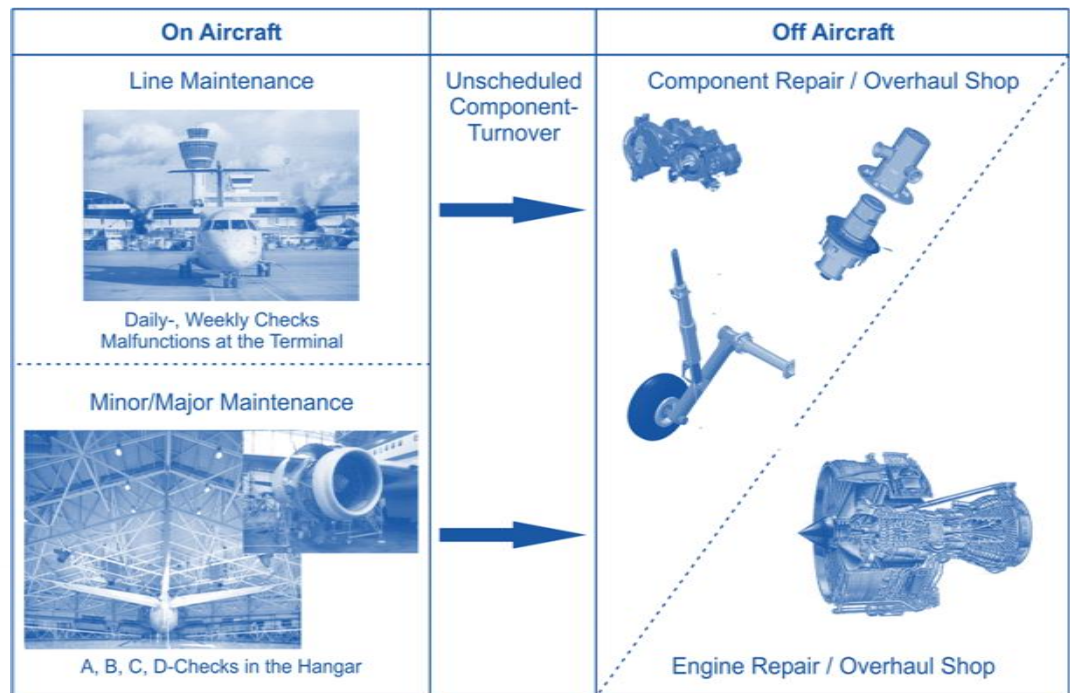 On Aircraft
Off Aircraft
Line Maintenance
Unscheduled
Component-
Turnover
Component Repair / Overhaul Shop
Daily-, Weekly Checks
Malfunctions at the Terminal
Minor/Major Maintenance
A, B, C, D-Checks in the Hangar
Engine Repair / Overhaul Shop